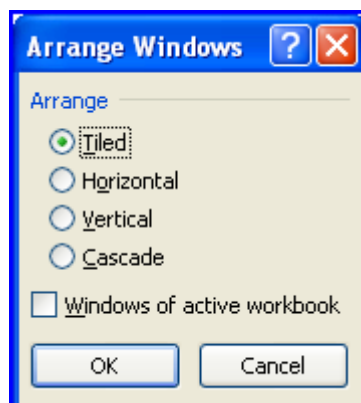 Arrange Windows
Arrange
Tiled
Horizontal
Vertical
Cascade
Windows of active workbook
OK Cancel